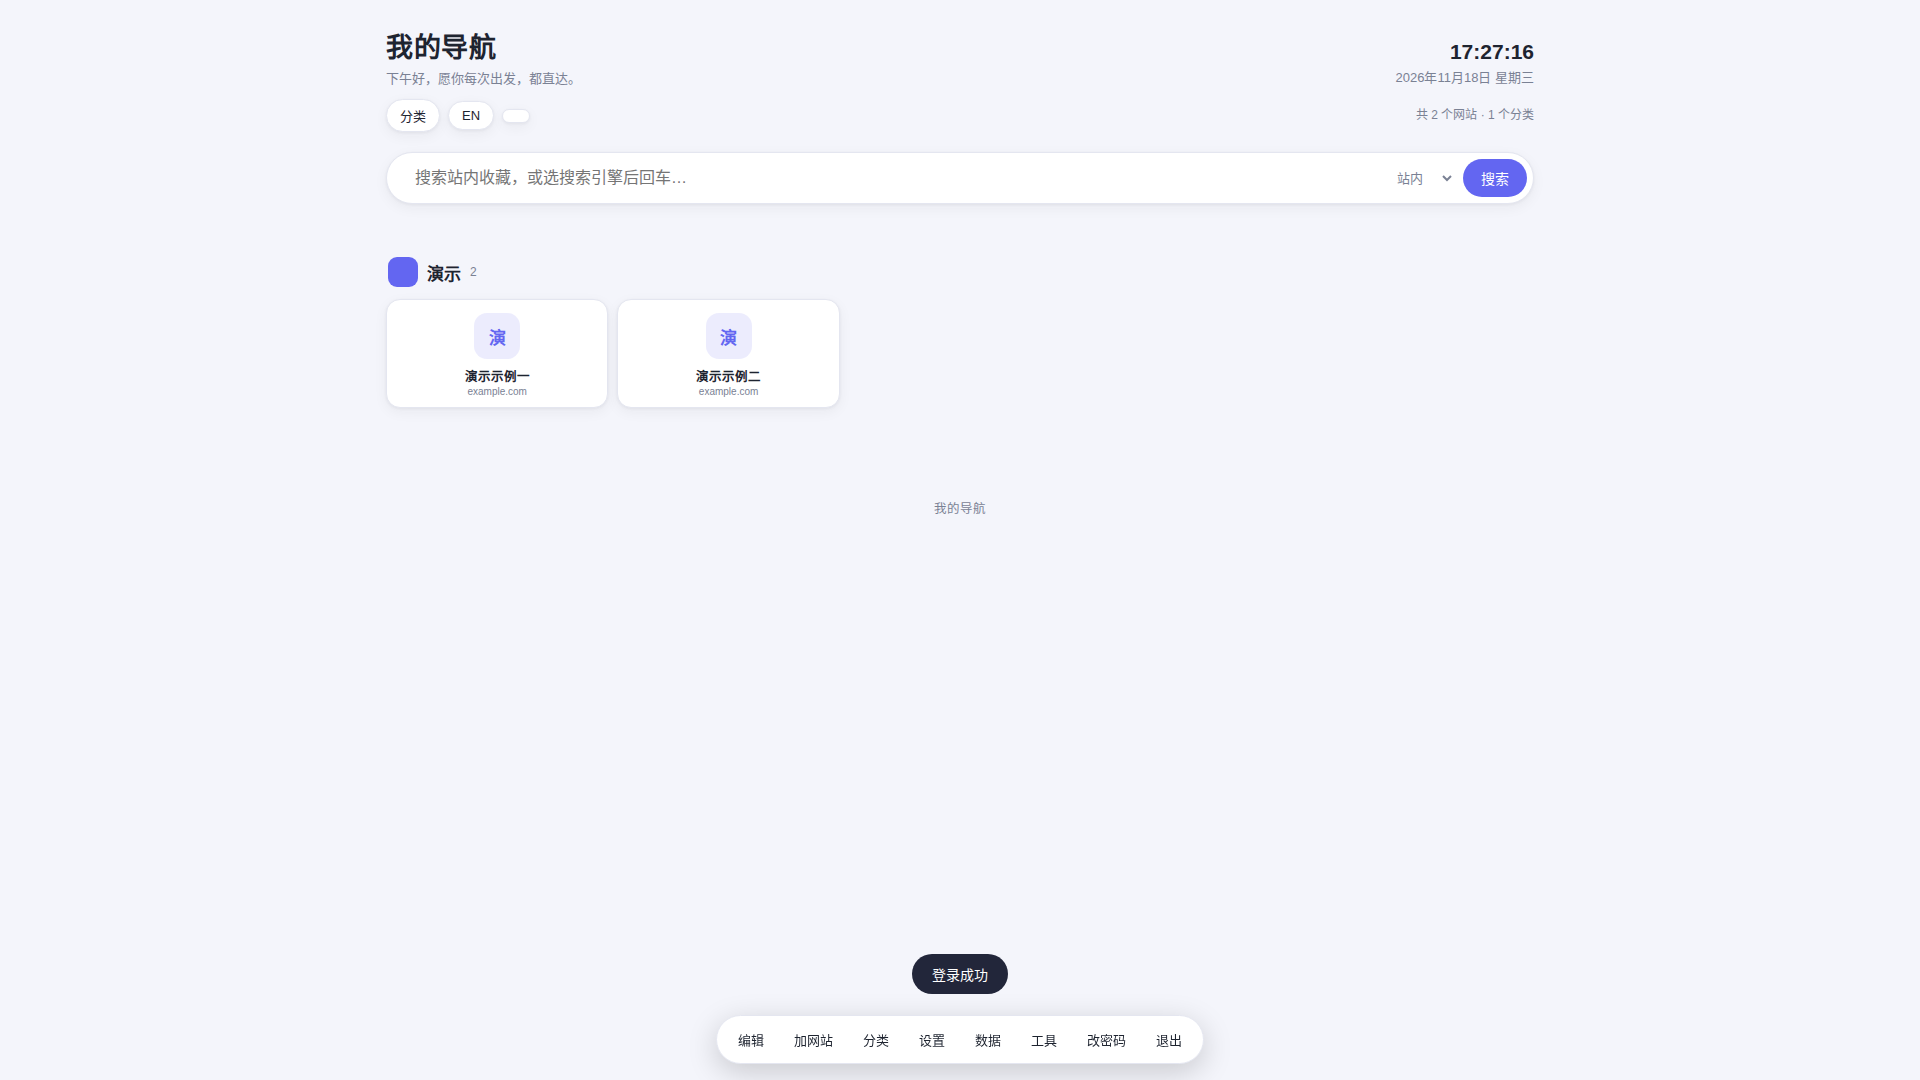 我的导航
下午好，愿你每次出发，都直达。
17:27:16
2026年11月18日 星期三
分类
EN
共 2 个网站 · 1 个分类
搜索站内收藏，或选搜索引擎后回车…
站内
搜索
演示 2
演
演示示例一
example.com
演
演示示例二
example.com
我的导航
登录成功
编辑 加网站 分类 设置 数据 工具 改密码 退出